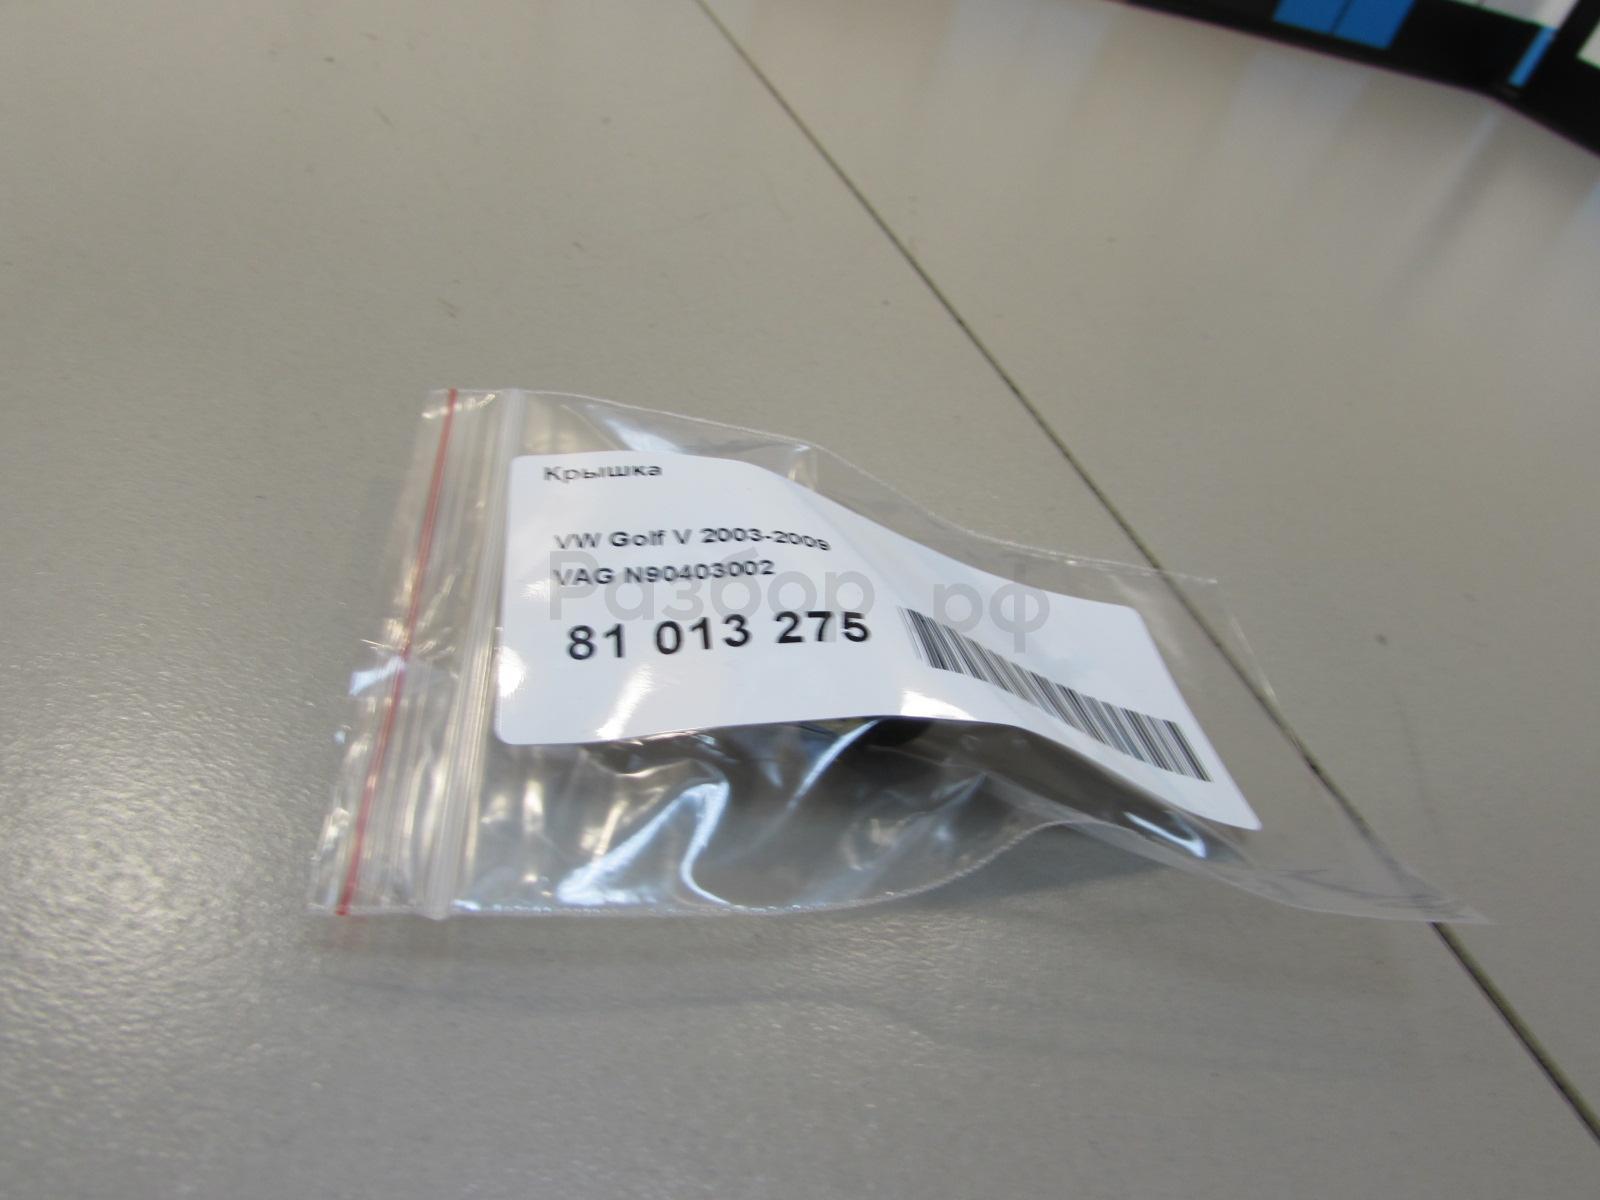 Крышка
VW Golf V 2003-2009
VAG N90403002
Разбор рф
81 013 275